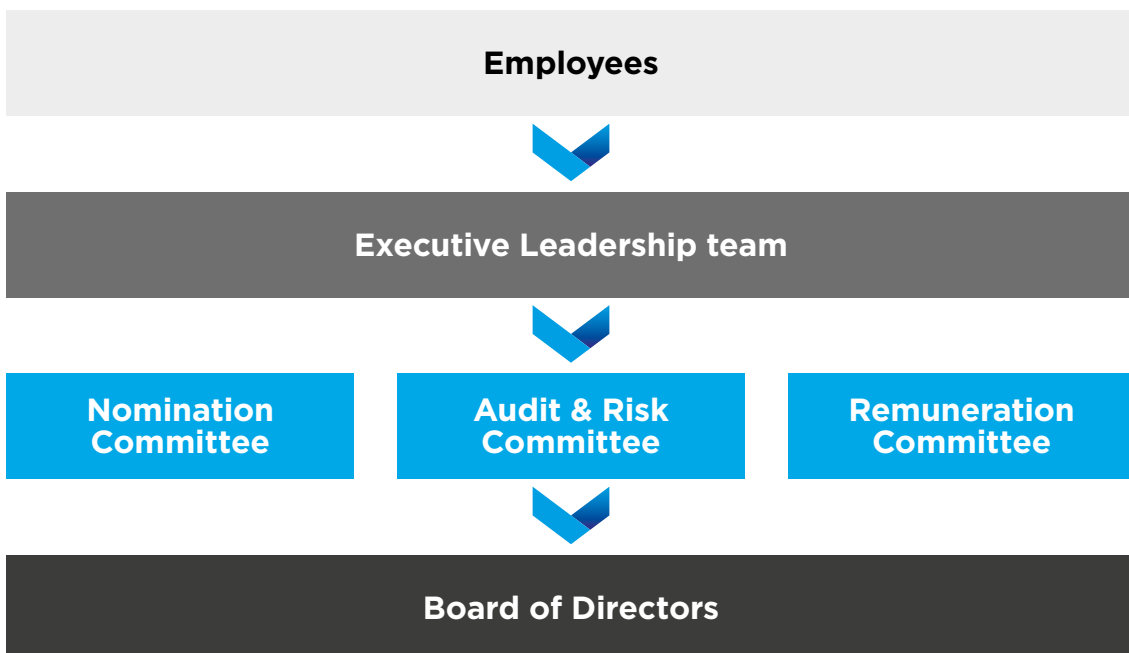 Employees
Executive Leadership team
Nomination
Committee
Audit & Risk
Committee
Remuneration
Committee
Board of Directors